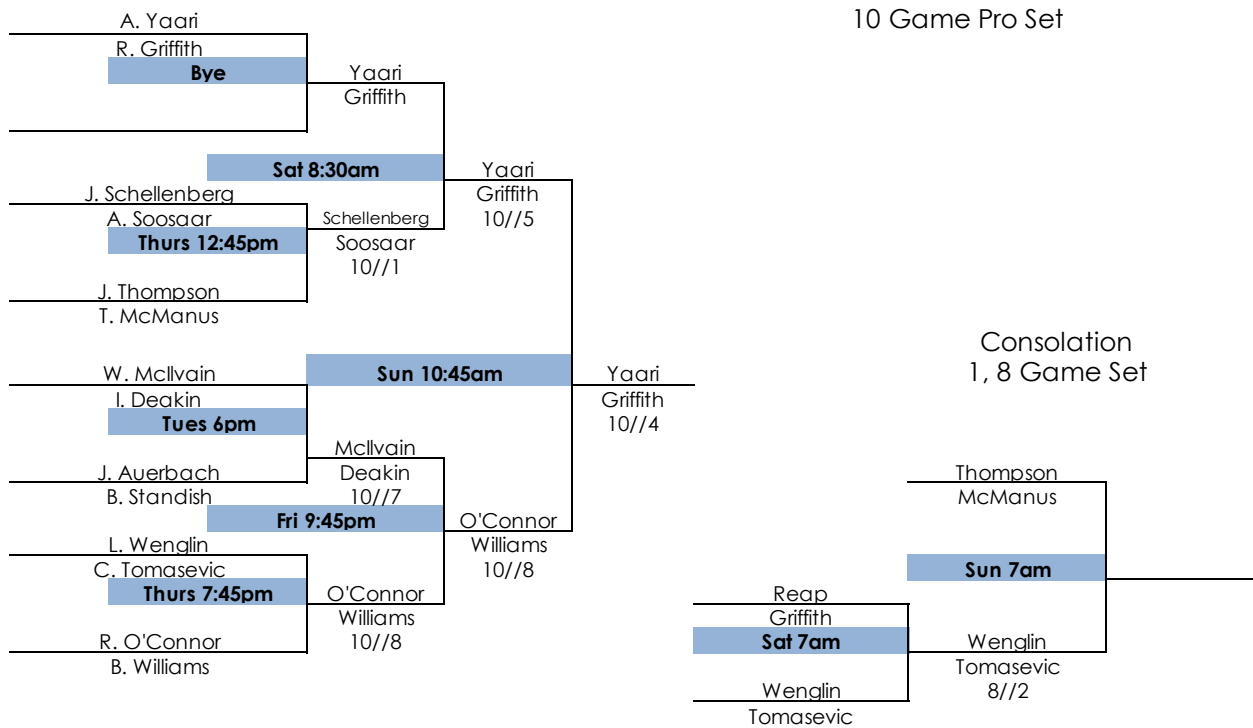 10 Game Pro Set
A. Yaari
R. Griffith
Bye
Yaari
Griffith
Sat 8:30am
Yaari
Griffith
10//5
J. Schellenberg
A. Soosaar
Thurs 12:45pm
Schellenberg
Soosaar
10//1
J. Thompson
T. McManus
W. McIlvain
I. Deakin
Tues 6pm
Sun 10:45am
Yaari
Griffith
10//4
J. Auerbach
B. Standish
McIlvain
Deakin
10//7
Fri 9:45pm
O'Connor
Williams
10//8
L. Wenglin
C. Tomasevic
Thurs 7:45pm
O'Connor
Williams
10//8
R. O'Connor
B. Williams
Consolation
1, 8 Game Set
Thompson
McManus
Sun 7am
Reap
Griffith
Sat 7am
Wenglin
Tomasevic
8//2
Wenglin
Tomasevic